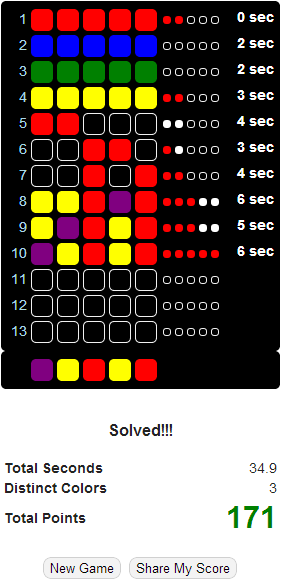 1 0 sec
2 2 sec
3 2 sec
4 3 sec
5 4 sec
6 3 sec
7 4 sec
8 6 sec
9 5 sec
10 6 sec
11
12
13
Solved!!!
Total Seconds 34.9
Distinct Colors 3
Total Points 171
New Game Share My Score